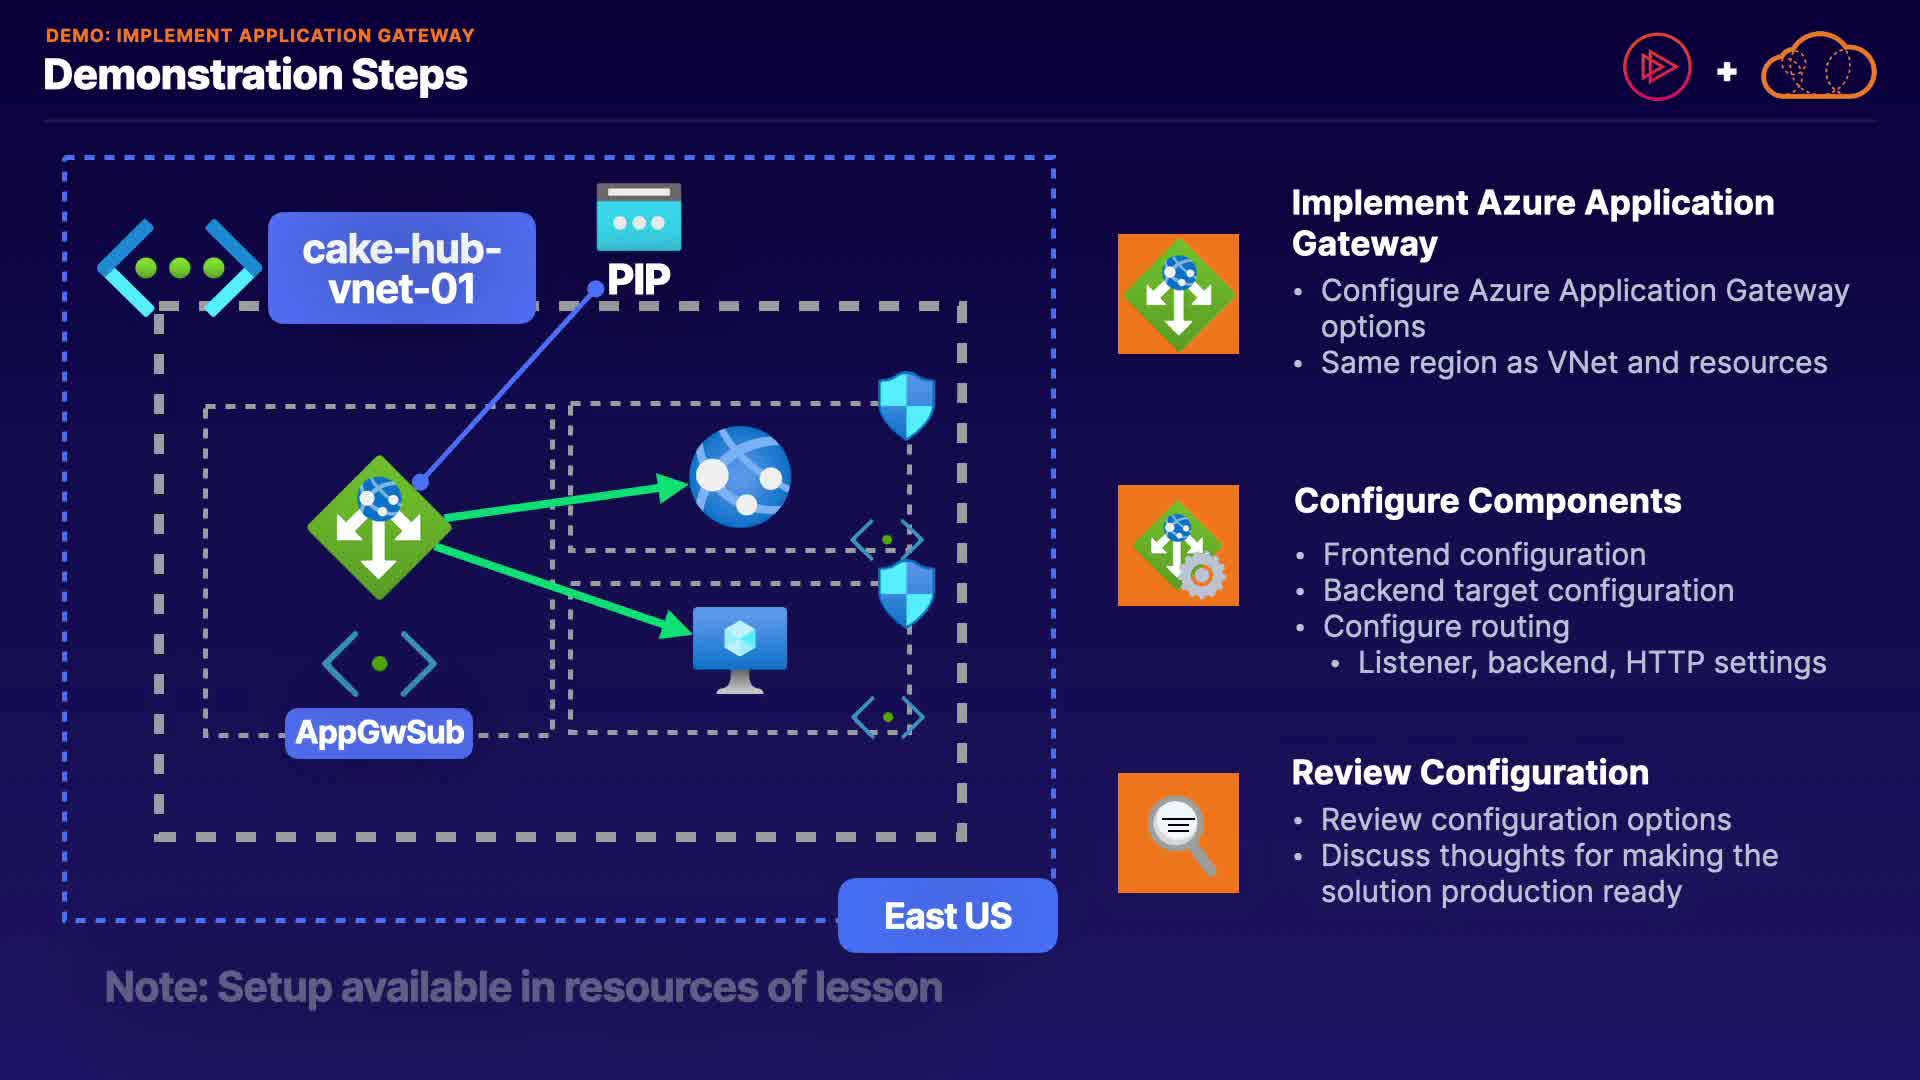 DEMO: IMPLEMENT APPLICATION GATEWAY
Demonstration Steps
cake-hub-
vnet-01
PIP
AppGwSub
East US
Note: Setup available in resources of lesson
Implement Azure Application
Gateway
• Configure Azure Application Gateway
options
• Same region as VNet and resources
Configure Components
• Frontend configuration
• Backend target configuration
• Configure routing
• Listener, backend, HTTP settings
Review Configuration
• Review configuration options
• Discuss thoughts for making the
solution production ready